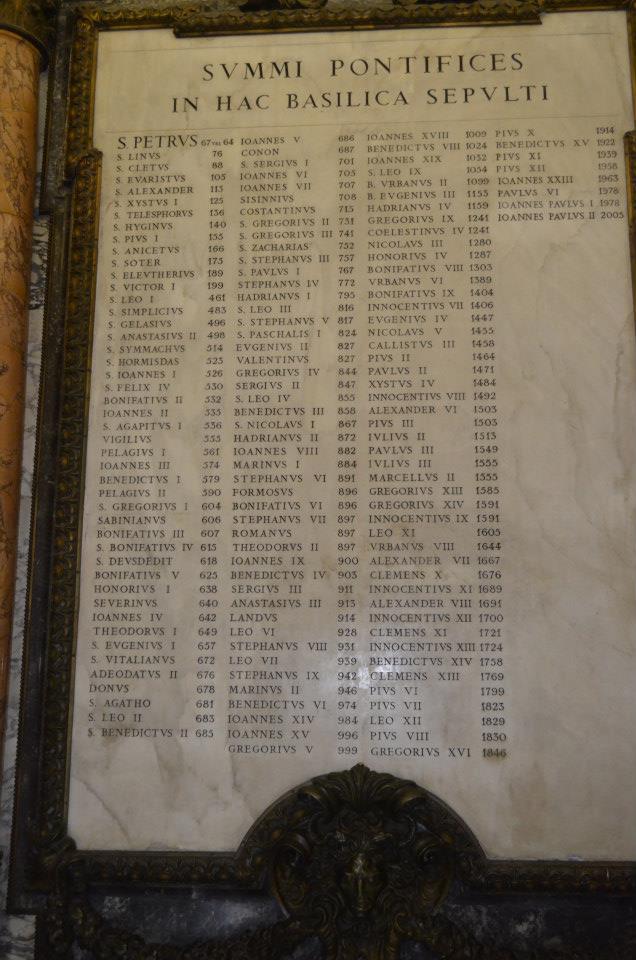 SVMMI PONTIFICES
IN HAC BASILICA SEPVLTI
S. PETRVS 67 VEL 64
S. LINVS 76
S. CLETVS 88
S. EVARISTVS 105
S. ALEXANDER 115
S. XYSTVS I 125
S. TELESPHORVS 136
S. HYGINVS 140
S. PIVS I 155
S. ANICETVS 166
S. SOTER 175
S. ELEVTHERIVS 189
S. VICTOR I 199
S. LEO I 461
S. SIMPLICIVS 483
S. GELASIVS 496
S. ANASTASIVS II 498
S. SYMMACHVS 514
S. HORMISDAS 523
S. IOANNES I 526
S. FELIX IV 530
BONIFATIVS II 532
IOANNES II 535
S. AGAPITVS I 536
VIGILIVS 555
PELAGIVS I 561
IOANNES III 574
BENEDICTVS I 579
PELAGIVS II 590
S. GREGORIVS I 604
SABINIANVS 606
BONIFATIVS III 607
S. BONIFATIVS IV 615
S. DEVSDEDIT 618
BONIFATIVS V 625
HONORIVS I 638
SEVERINVS 640
IOANNES IV 642
THEODORVS I 649
S. EVGENIVS I 657
S. VITALIANVS 672
ADEODATVS II 676
DONVS 678
S. AGATHO 681
S. LEO II 683
S. BENEDICTVS II 685
IOANNES V 686
CONON 687
S. SERGIVS I 701
IOANNES VI 705
IOANNES VII 707
SISINNIVS 708
COSTANTINVS 715
S. GREGORIVS II 731
S. GREGORIVS III 741
S. ZACHARIAS 752
S. STEPHANVS III 757
S. PAVLVS I 767
STEPHANVS IV 772
HADRIANVS I 795
S. LEO III 816
S. STEPHANVS V 817
S. PASCHALIS I 824
EVGENIVS II 827
VALENTINVS 827
GREGORIVS IV 844
SERGIVS II 847
S. LEO IV 855
BENEDICTVS III 858
S. NICOLAVS I 867
HADRIANVS II 872
IOANNES VIII 882
MARINVS I 884
STEPHANVS VI 891
FORMOSVS 896
BONIFATIVS VI 896
STEPHANVS VII 897
ROMANVS 897
THEODORVS II 897
IOANNES IX 900
BENEDICTVS IV 903
SERGIVS III 911
ANASTASIVS III 913
LANDVS 914
LEO VI 928
STEPHANVS VIII 931
LEO VII 939
STEPHANVS IX 942
MARINVS II 946
BENEDICTVS VI 974
IOANNES XIV 984
IOANNES XV 996
GREGORIVS V 999
IOANNES XVIII 1009
BENEDICTVS VIII 1024
IOANNES XIX 1032
S. LEO IX 1054
B. VRBANVS II 1099
B. EVGENIVS III 1153
HADRIANVS IV 1159
GREGORIVS IX 1241
COELESTINVS IV 1241
NICOLAVS III 1280
HONORIVS IV 1287
BONIFATIVS VIII 1303
VRBANVS VI 1389
BONIFATIVS IX 1404
INNOCENTIVS VII 1406
EVGENIVS IV 1447
NICOLAVS V 1455
CALLISTVS III 1458
PIVS II 1464
PAVLVS II 1471
XYSTVS IV 1484
INNOCENTIVS VIII 1492
ALEXANDER VI 1503
PIVS III 1503
IVLIVS II 1513
PAVLVS III 1549
IVLIVS III 1555
MARCELLVS II 1555
GREGORIVS XIII 1585
GREGORIVS XIV 1591
INNOCENTIVS IX 1591
LEO XI 1605
VRBANVS VIII 1644
ALEXANDER VII 1667
CLEMENS X 1676
INNOCENTIVS XI 1689
ALEXANDER VIII 1691
INNOCENTIVS XII 1700
CLEMENS XI 1721
INNOCENTIVS XIII 1724
BENEDICTVS XIV 1758
CLEMENS XIII 1769
PIVS VI 1799
PIVS VII 1823
LEO XII 1829
PIVS VIII 1830
GREGORIVS XVI 1846
PIVS X 1914
BENEDICTVS XV 1922
PIVS XI 1939
PIVS XII 1958
IOANNES XXIII 1963
PAVLVS VI 1978
IOANNES PAVLVS I 1978
IOANNES PAVLVS II 2005